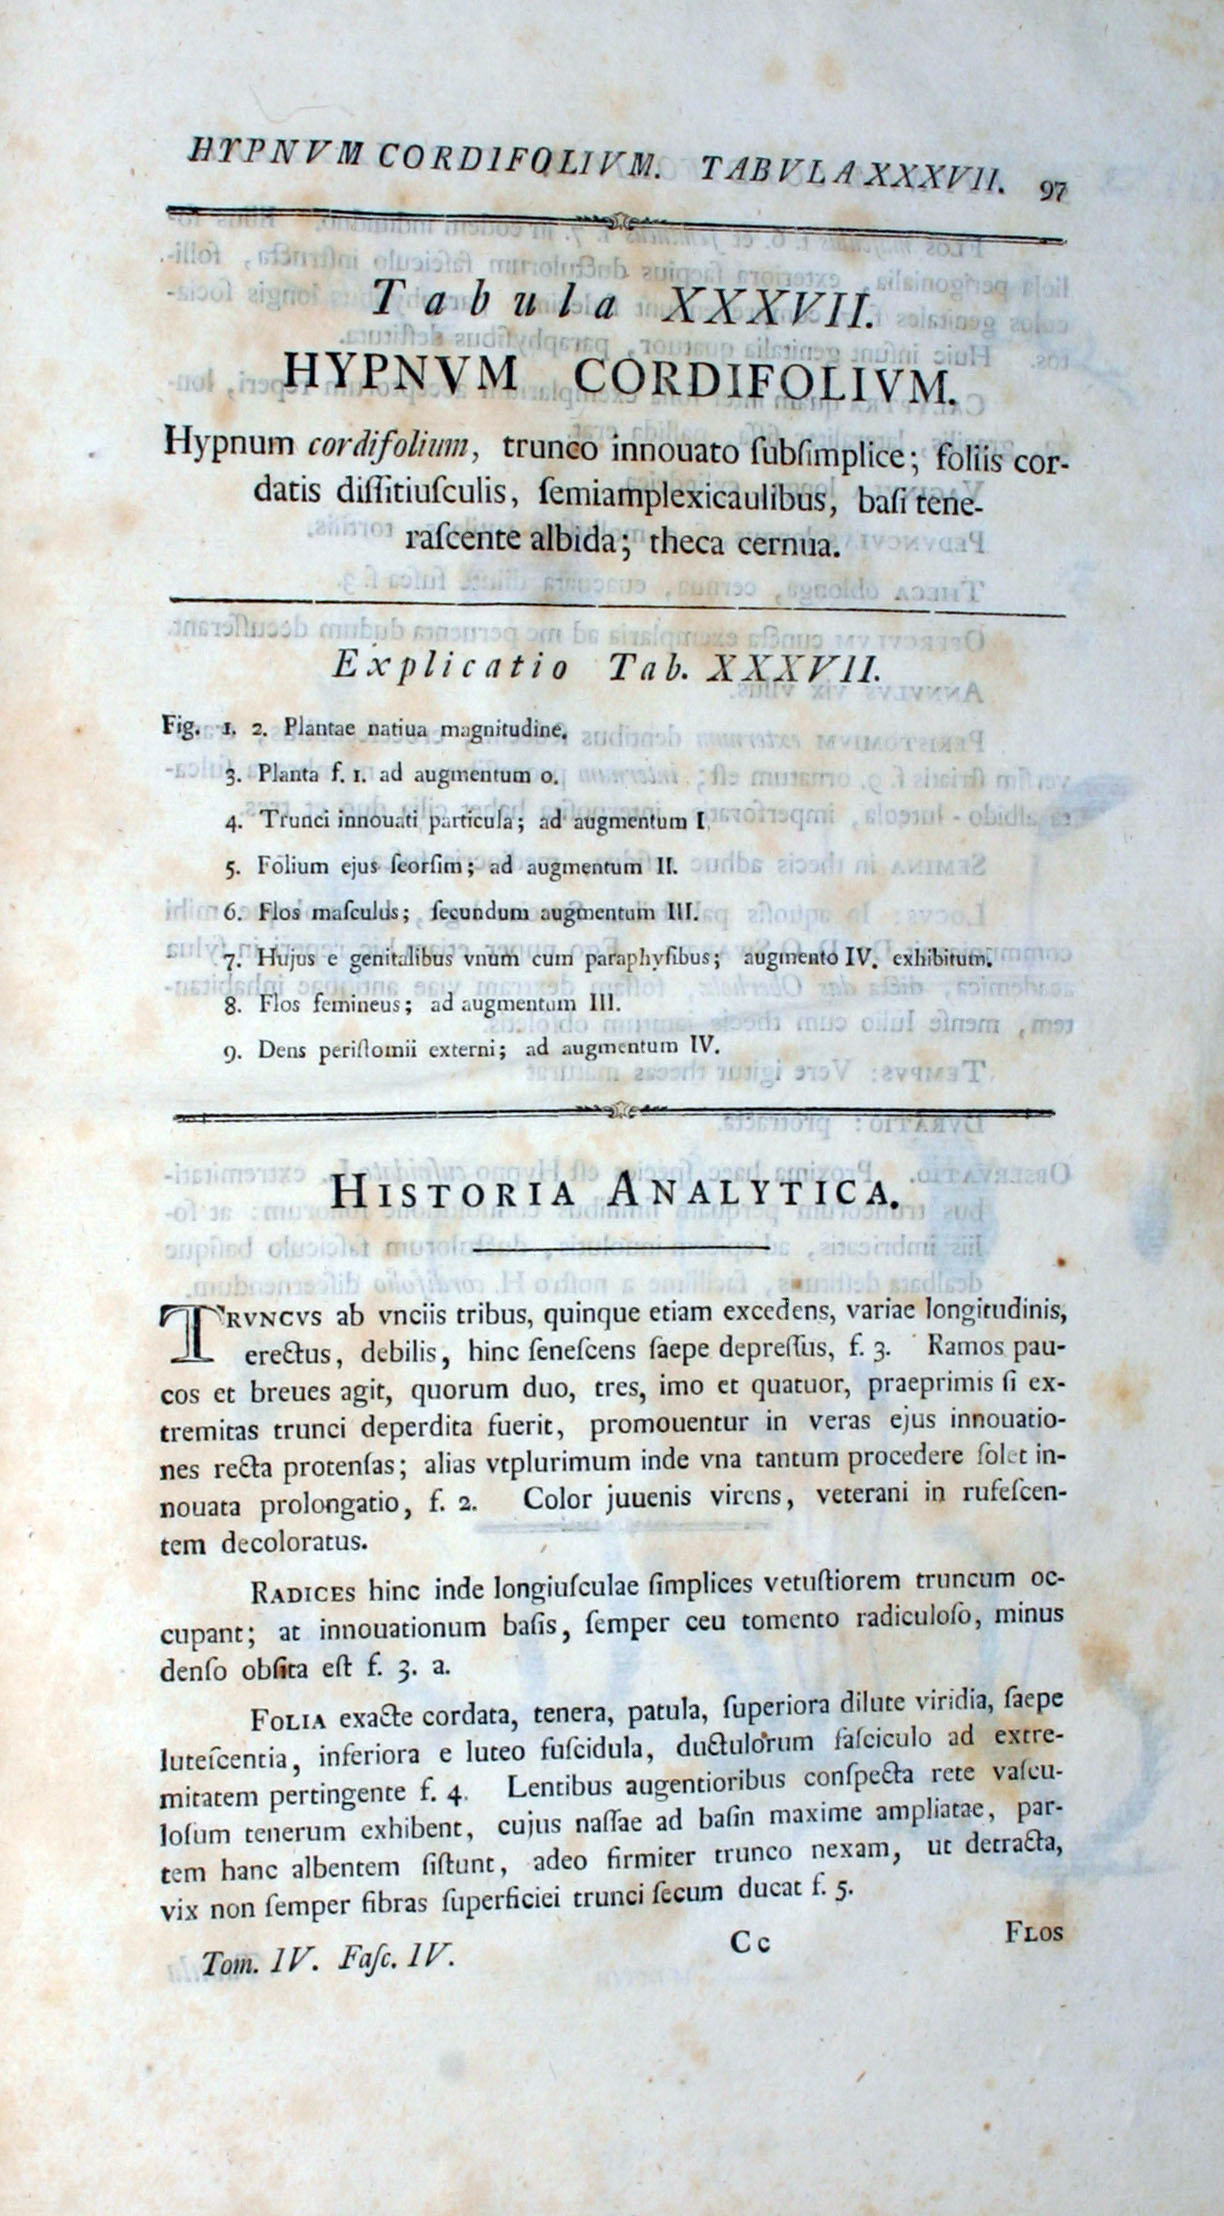 HYPNVM CORDIFOLIVM. TABVLA XXXVII. 97
Tabula XXXVII.
HYPNVM CORDIFOLIVM.
Hypnum cordifolium, trunco innouato ſubſimplice; foliis cor-
datis diſſitiuſculis, ſemiamplexicaulibus, baſi tene-
raſcente albida; theca cernua.
Explicatio Tab. XXXVII.
Fig. 1. 2. Plantae natiua magnitudine.
3. Planta f. 1. ad augmentum 0.
4. Trunci innouati particula; ad augmentum I.
5. Folium ejus ſeorſim; ad augmentum II.
6. Flos maſculus; ſecundum augmentum III.
7. Hujus e genitalibus vnum cum paraphyſibus; augmento IV. exhibitum.
8. Flos femineus; ad augmentum III.
9. Dens periſtomii externi; ad augmentum IV.
HISTORIA ANALYTICA.
TRVNCVS ab vnciis tribus, quinque etiam excedens, variae longitudinis,
erectus, debilis, hinc ſeneſcens ſaepe depreſſus, f. 3. Ramos pau-
cos et breues agit, quorum duo, tres, imo et quatuor, praeprimis ſi ex-
tremitas trunci deperdita fuerit, promouentur in veras ejus innouatio-
nes recta protenſas; alias vtplurimum inde vna tantum procedere ſolet in-
nouata prolongatio, f. 2. Color juuenis virens, veterani in rufeſcen-
tem decoloratus.
RADICES hinc inde longiuſculae ſimplices vetuſtiorem truncum oc-
cupant; at innouationum baſis, ſemper ceu tomento radiculoſo, minus
denſo obſita eſt f. 3. a.
FOLIA exacte cordata, tenera, patula, ſuperiora dilute viridia, ſaepe
luteſcentia, inferiora e luteo fuſcidula, ductulorum faſciculo ad extre-
mitatem pertingente f. 4. Lentibus augentioribus conſpecta rete vaſcu-
loſum tenerum exhibent, cujus naſſae ad baſin maxime ampliatae, par-
tem hanc albentem ſiſtunt, adeo firmiter trunco nexam, ut detracta,
vix non ſemper fibras ſuperficiei trunci ſecum ducat f. 5.
Tom. IV. Faſc. IV. Cc FLOS